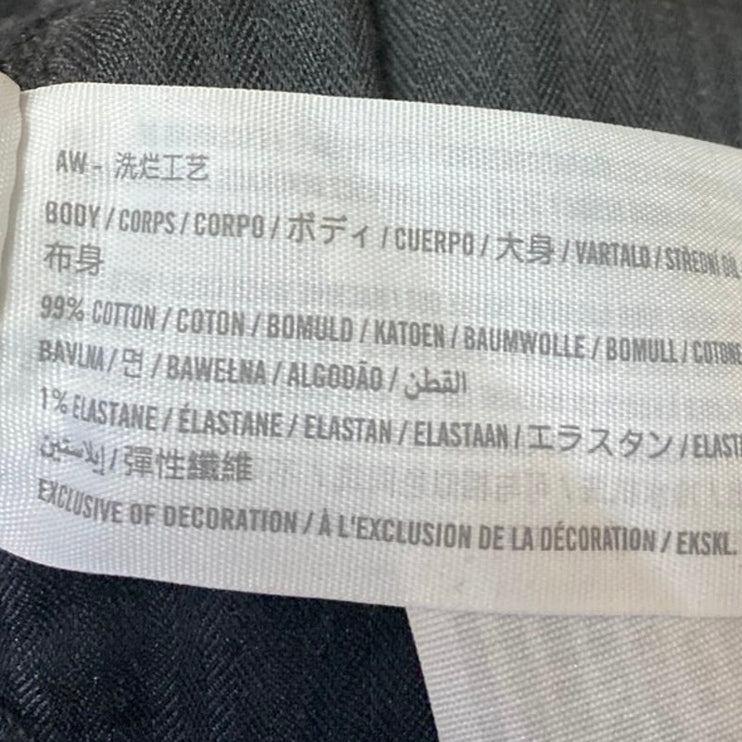 AW - 洗烂工艺
BODY / CORPS / CORPO / ボディ / CUERPO / 大身 / VARTALO / STŘEDNÍ DÍL
布身
99% COTTON / COTON / BOMULD / KATOEN / BAUMWOLLE / BOMULL / COTONE
BAVLNA / 면 / BAWEŁNA / ALGODÃO / القطن
1% ELASTANE / ÉLASTANE / ELASTAN / ELASTAAN / エラスタン /
إيلاستين / 彈性纖維
EXCLUSIVE OF DECORATION / À L'EXCLUSION DE LA DÉCORATION / EKSKL.